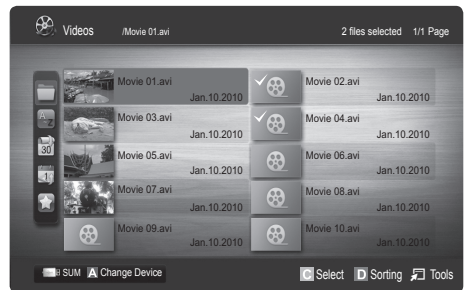 Videos /Movie 01.avi 2 files selected 1/1 Page
Movie 01.avi Movie 02.avi
Jan.10.2010 Jan.10.2010
Movie 03.avi Movie 04.avi
Jan.10.2010 Jan.10.2010
Movie 05.avi Movie 06.avi
Jan.10.2010 Jan.10.2010
Movie 07.avi Movie 08.avi
Jan.10.2010 Jan.10.2010
Movie 09.avi Movie 10.avi
Jan.10.2010 Jan.10.2010
SUM A Change Device C Select D Sorting Tools